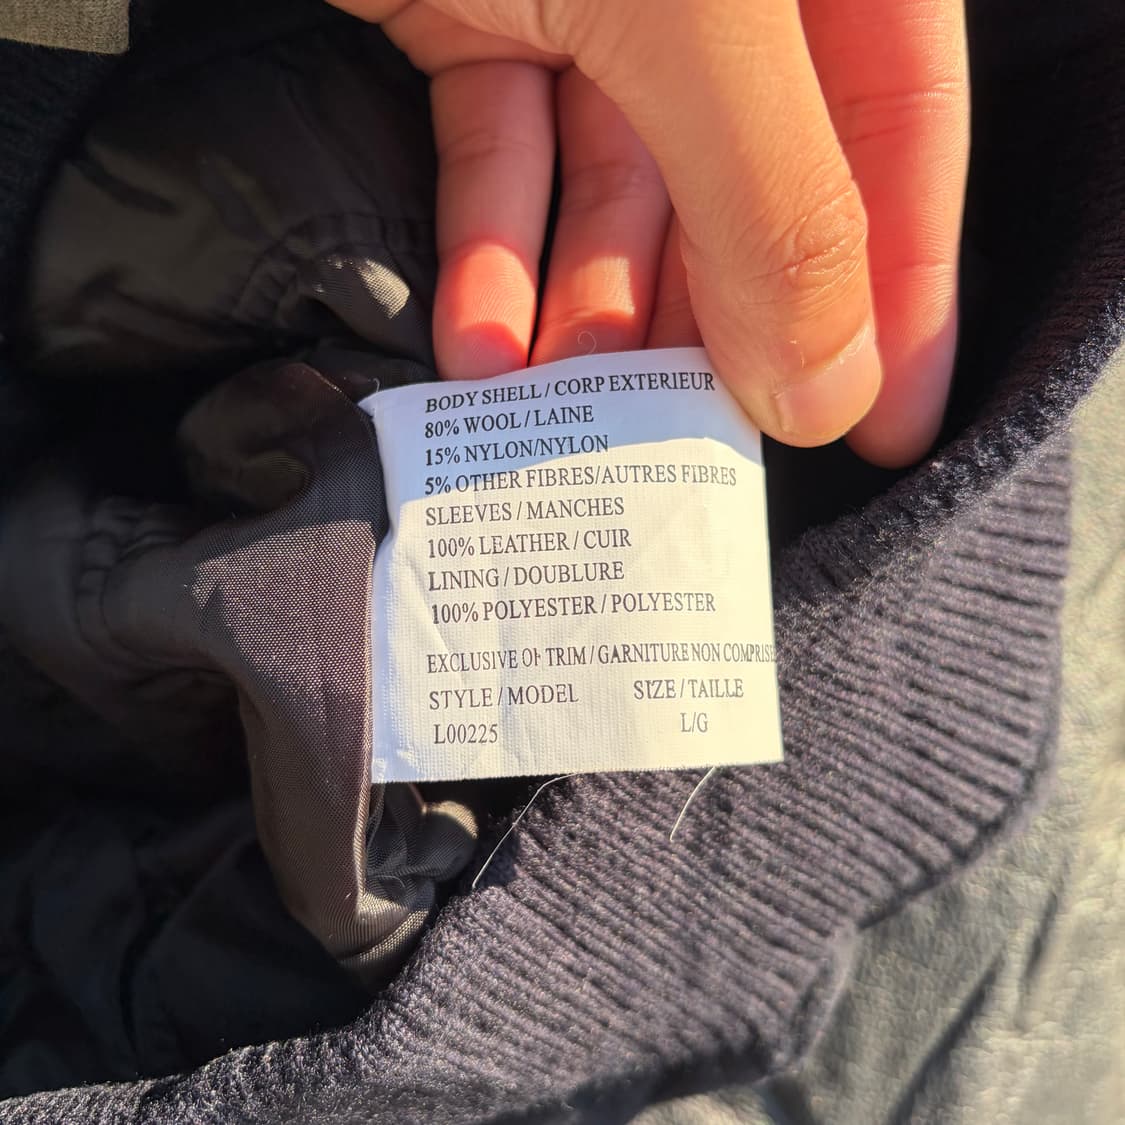 BODY SHELL / CORP EXTERIEUR
80% WOOL / LAINE
15% NYLON/NYLON
5% OTHER FIBRES/AUTRES FIBRES
SLEEVES / MANCHES
100% LEATHER / CUIR
LINING / DOUBLURE
100% POLYESTER / POLYESTER
EXCLUSIVE OF TRIM / GARNITURE NON COMPRISE
STYLE / MODEL SIZE / TAILLE
L00225 L/G